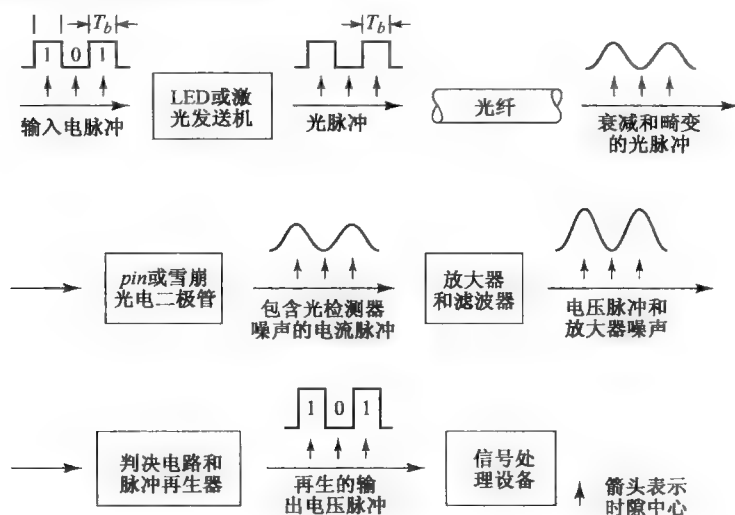 T_b
1 0 1
输入电脉冲
LED或激
光发送机
T_b
光脉冲
光纤
衰减和畸变
的光脉冲
pin或雪崩
光电二极管
包含光检测器
噪声的电流脉冲
放大器
和滤波器
电压脉冲和
放大器噪声
判决电路和
脉冲再生器
1 0 1
再生的输
出电压脉冲
信号处
理设备
箭头表示
时隙中心